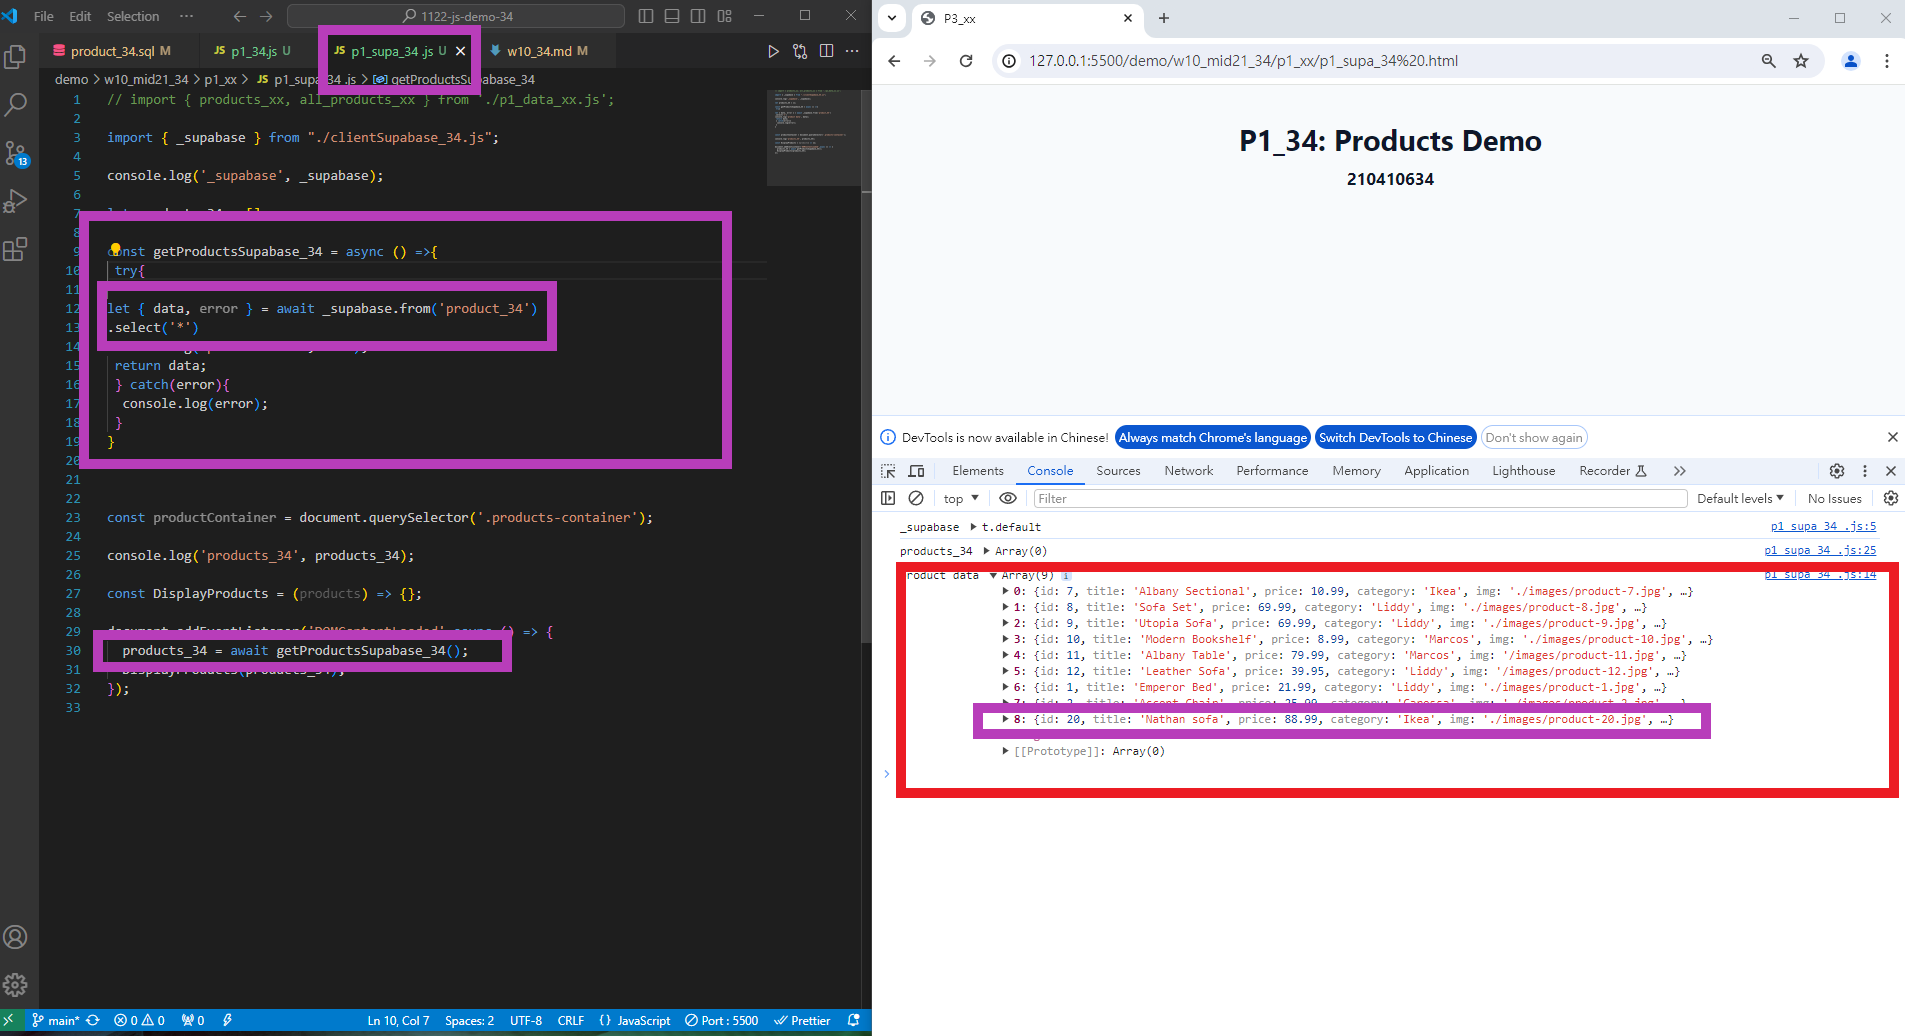 File Edit Selection ··· 1122-js-demo-34
product_34.sql M
JS p1_34.js U
JS p1_supa_34 .js U
w10_34.md M
demo > w10_mid21_34 > p1_xx > JS p1_supa_34 .js > getProductsSupabase_34
1 // import { products_xx, all_products_xx } from './p1_data_xx.js';
2
3 import { _supabase } from "./clientSupabase_34.js";
4
5 console.log('_supabase', _supabase);
6
7
8
9 const getProductsSupabase_34 = async () =>{
10 try{
11
12 let { data, error } = await _supabase.from('product_34')
13 .select('*')
14
15 return data;
16 } catch(error){
17 console.log(error);
18 }
19 }
20
21
22
23 const productContainer = document.querySelector('.products-container');
24
25 console.log('products_34', products_34);
26
27 const DisplayProducts = (products) => {};
28
29 document.addEventListener('DOMContentLoaded',async () => {
30 products_34 = await getProductsSupabase_34();
31 DisplayProducts(products_34);
32 });
33
13
main* 0 0 0 Ln 10, Col 7 Spaces: 2 UTF-8 CRLF {} JavaScript Port : 5500 Prettier
P3_xx
127.0.0.1:5500/demo/w10_mid21_34/p1_xx/p1_supa_34%20.html
P1_34: Products Demo
210410634
DevTools is now available in Chinese! Always match Chrome's language Switch DevTools to Chinese Don't show again
Elements Console Sources Network Performance Memory Application Lighthouse Recorder
top Filter Default levels No Issues
_supabase t.default p1_supa_34 .js:5
products_34 Array(0) p1_supa_34 .js:25
roduct data Array(9) p1_supa_34 .js:14
0: {id: 7, title: 'Albany Sectional', price: 10.99, category: 'Ikea', img: './images/product-7.jpg', …}
1: {id: 8, title: 'Sofa Set', price: 69.99, category: 'Liddy', img: './images/product-8.jpg', …}
2: {id: 9, title: 'Utopia Sofa', price: 69.99, category: 'Liddy', img: './images/product-9.jpg', …}
3: {id: 10, title: 'Modern Bookshelf', price: 8.99, category: 'Marcos', img: './images/product-10.jpg', …}
4: {id: 11, title: 'Albany Table', price: 79.99, category: 'Marcos', img: '/images/product-11.jpg', …}
5: {id: 12, title: 'Leather Sofa', price: 39.95, category: 'Liddy', img: '/images/product-12.jpg', …}
6: {id: 1, title: 'Emperor Bed', price: 21.99, category: 'Liddy', img: './images/product-1.jpg', …}
8: {id: 20, title: 'Nathan sofa', price: 88.99, category: 'Ikea', img: './images/product-20.jpg', …}
[[Prototype]]: Array(0)